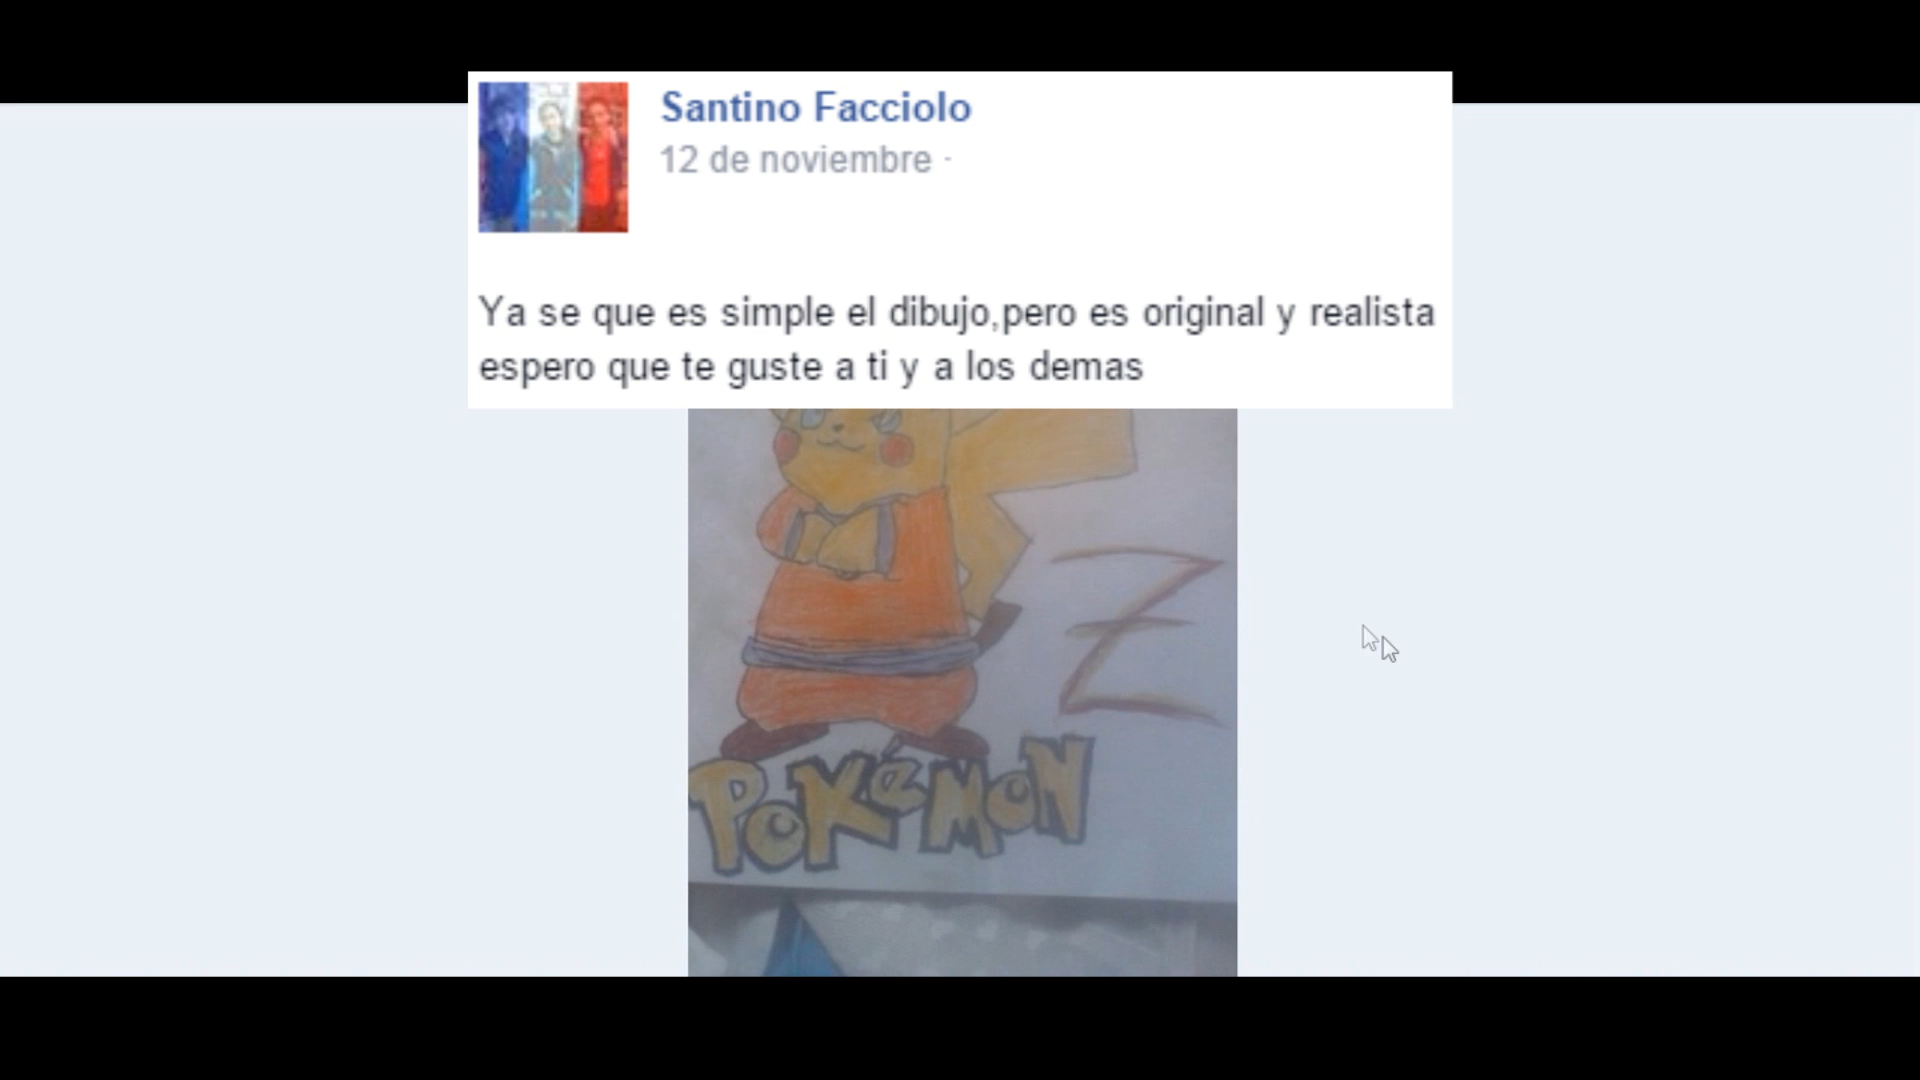 Santino Facciolo
12 de noviembre ·
Ya se que es simple el dibujo,pero es original y realista
espero que te guste a ti y a los demas
Z
POKéMON